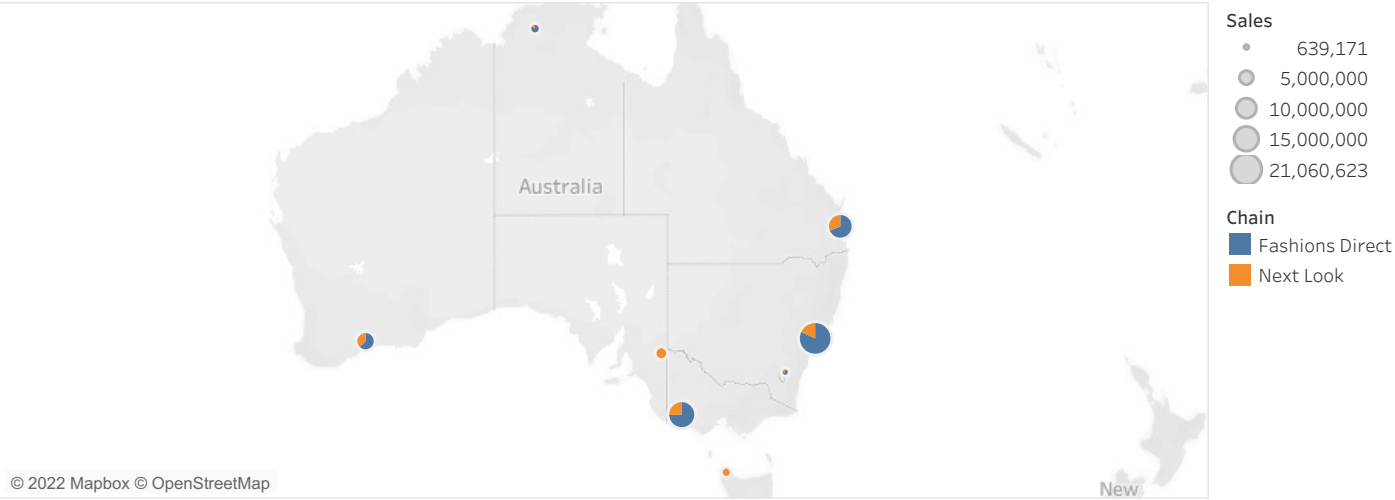 Australia
New
© 2022 Mapbox © OpenStreetMap
Sales
639,171
5,000,000
10,000,000
15,000,000
21,060,623
Chain
Fashions Direct
Next Look